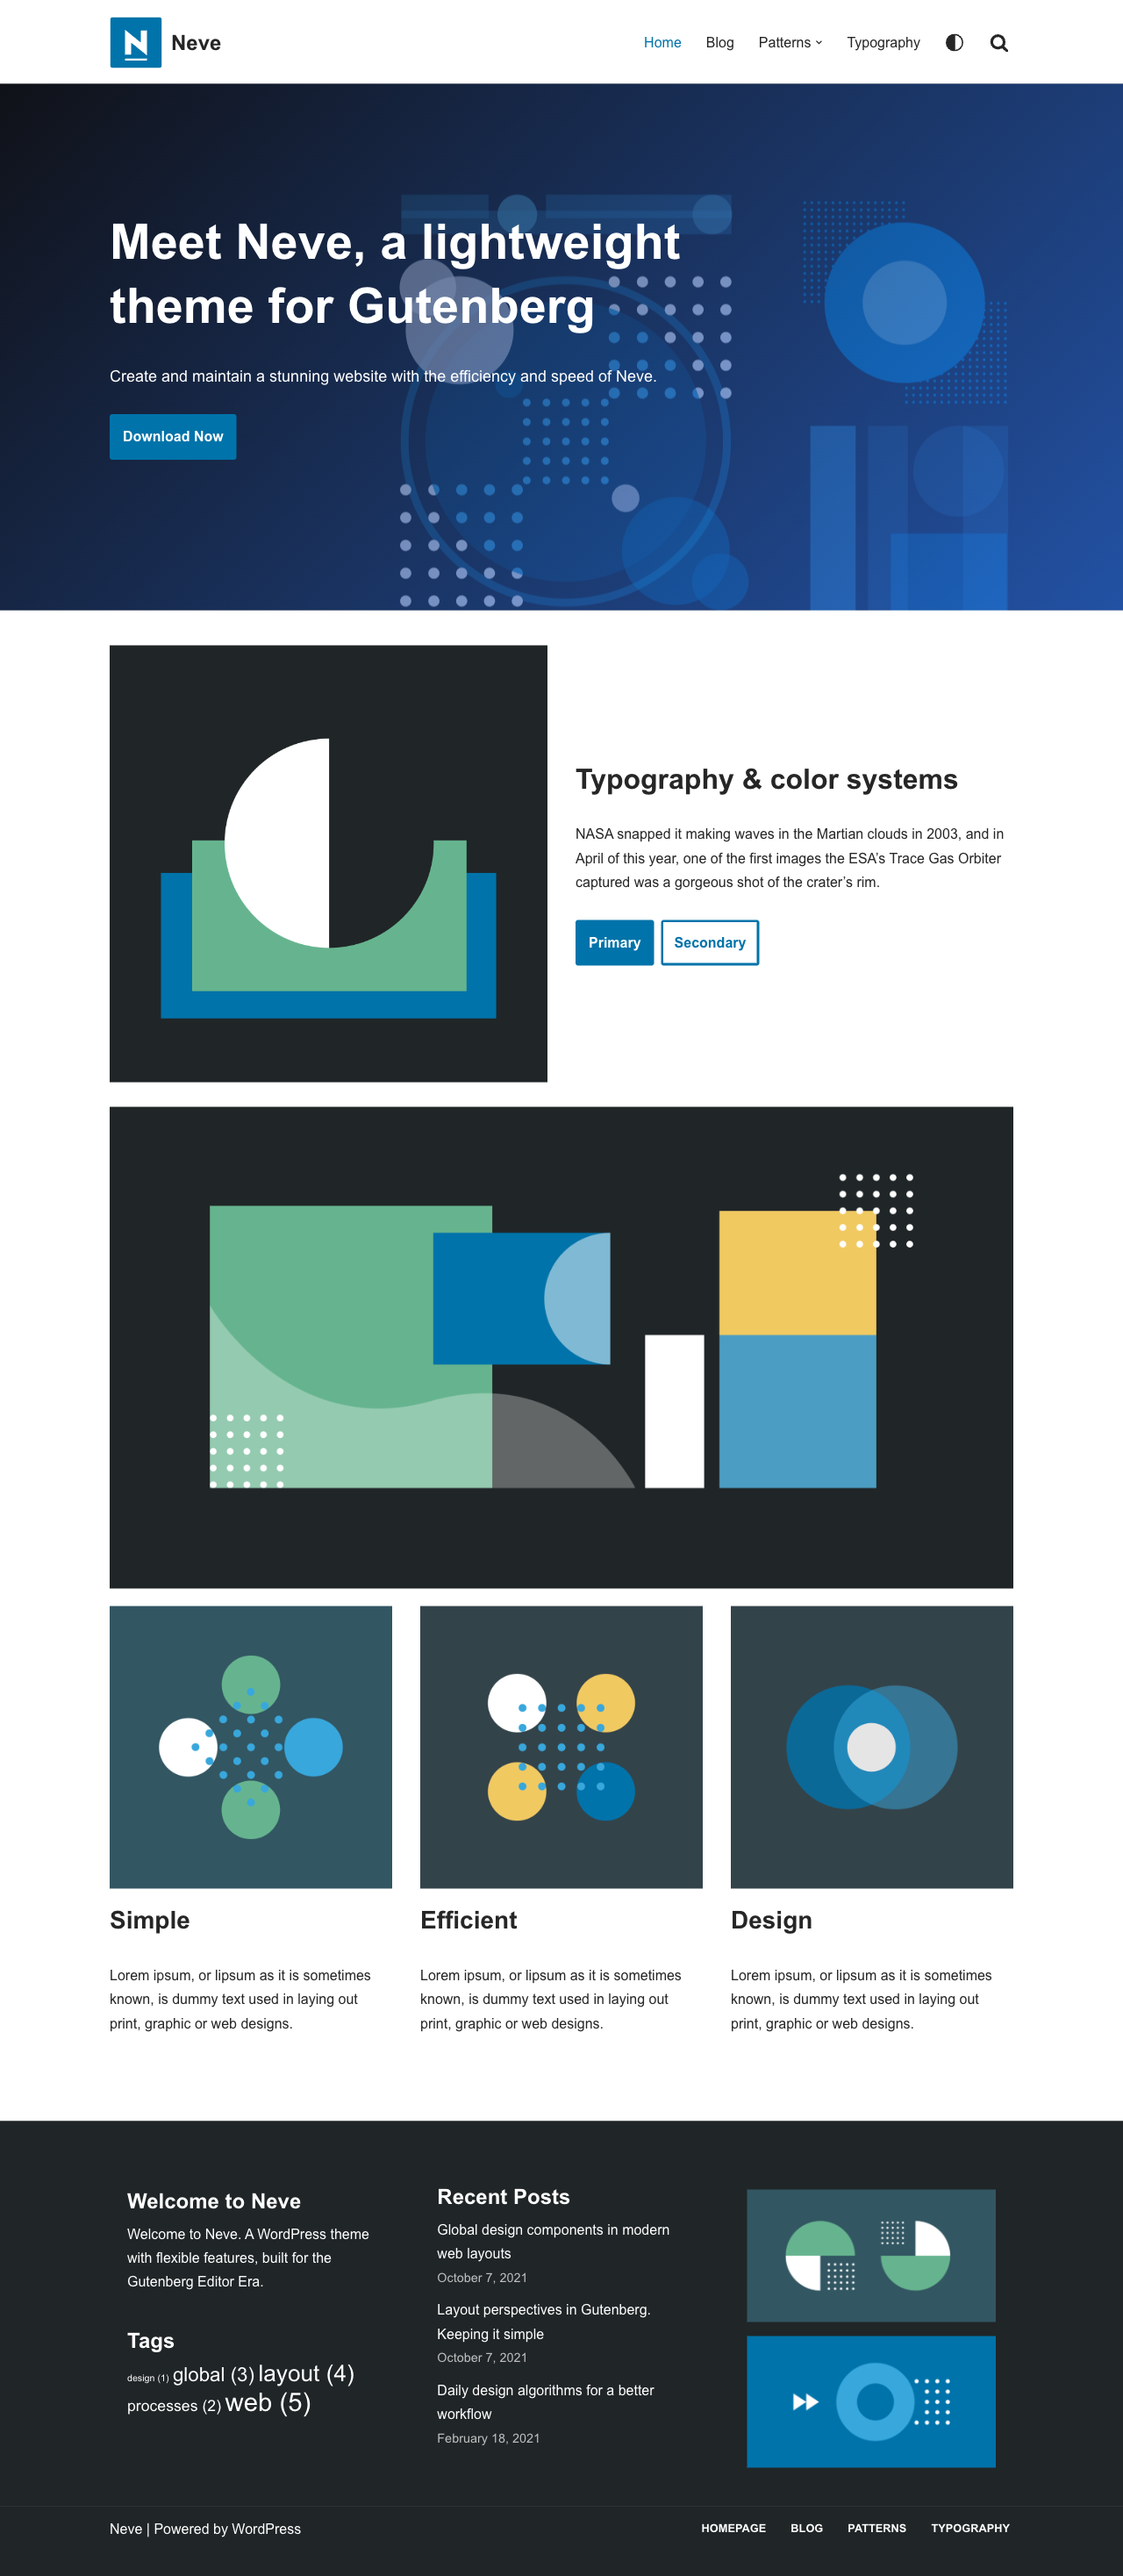 Neve
Home Blog Patterns Typography
Meet Neve, a lightweight
theme for Gutenberg
Create and maintain a stunning website with the efficiency and speed of Neve.
Download Now
Typography & color systems
NASA snapped it making waves in the Martian clouds in 2003, and in
April of this year, one of the first images the ESA’s Trace Gas Orbiter
captured was a gorgeous shot of the crater’s rim.
Primary Secondary
Simple
Lorem ipsum, or lipsum as it is sometimes
known, is dummy text used in laying out
print, graphic or web designs.
Efficient
Lorem ipsum, or lipsum as it is sometimes
known, is dummy text used in laying out
print, graphic or web designs.
Design
Lorem ipsum, or lipsum as it is sometimes
known, is dummy text used in laying out
print, graphic or web designs.
Welcome to Neve
Welcome to Neve. A WordPress theme
with flexible features, built for the
Gutenberg Editor Era.
Tags
design (1) global (3) layout (4)
processes (2) web (5)
Recent Posts
Global design components in modern
web layouts
October 7, 2021
Layout perspectives in Gutenberg.
Keeping it simple
October 7, 2021
Daily design algorithms for a better
workflow
February 18, 2021
Neve | Powered by WordPress
HOMEPAGE BLOG PATTERNS TYPOGRAPHY